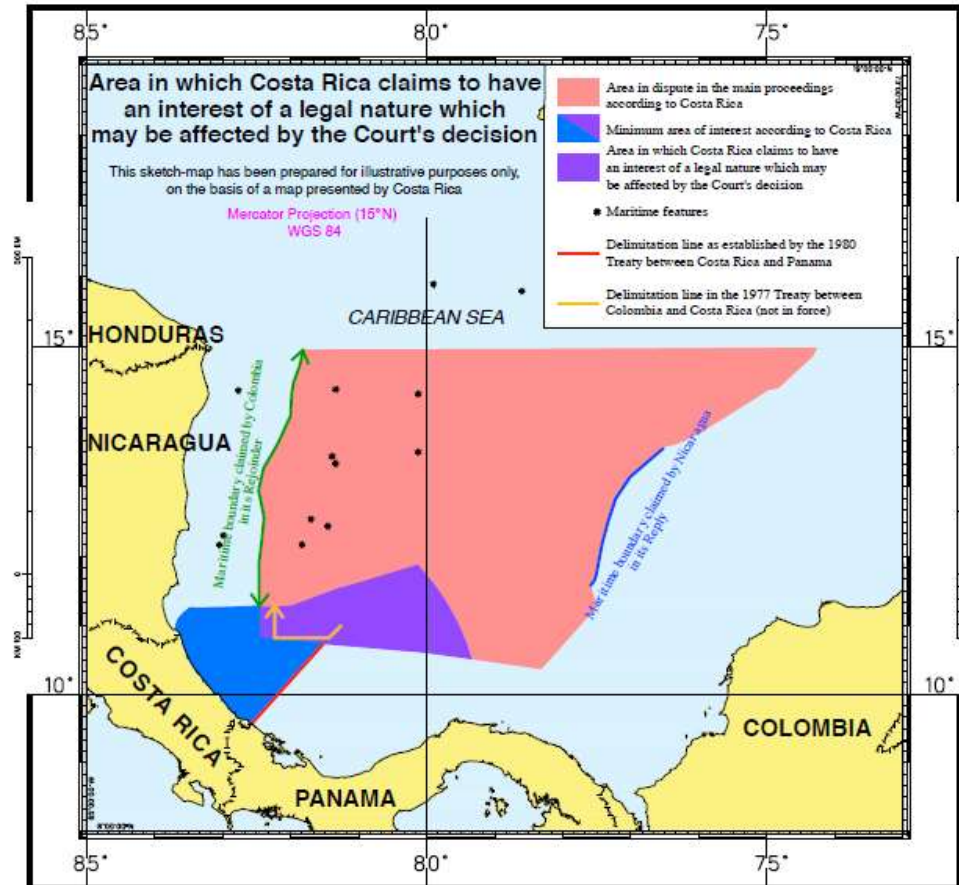 85°
80°
75°
Area in which Costa Rica claims to have
an interest of a legal nature which
may be affected by the Court's decision
This sketch-map has been prepared for illustrative purposes only,
on the basis of a map presented by Costa Rica
Mercator Projection (15°N)
WGS 84
Area in dispute in the main proceedings
according to Costa Rica
Minimum area of interest according to Costa Rica
Area in which Costa Rica claims to have
an interest of a legal nature which may
be affected by the Court's decision
Maritime features
Delimitation line as established by the 1980
Treaty between Costa Rica and Panama
Delimitation line in the 1977 Treaty between
Colombia and Costa Rica (not in force)
CARIBBEAN SEA
15°
15°
HONDURAS
NICARAGUA
Maritime boundary claimed by Colombia
in its Rejoinder
Maritime boundary claimed by Nicaragua
in its Reply
0
0
10°
10°
COSTA RICA
PANAMA
COLOMBIA
85°
80°
75°